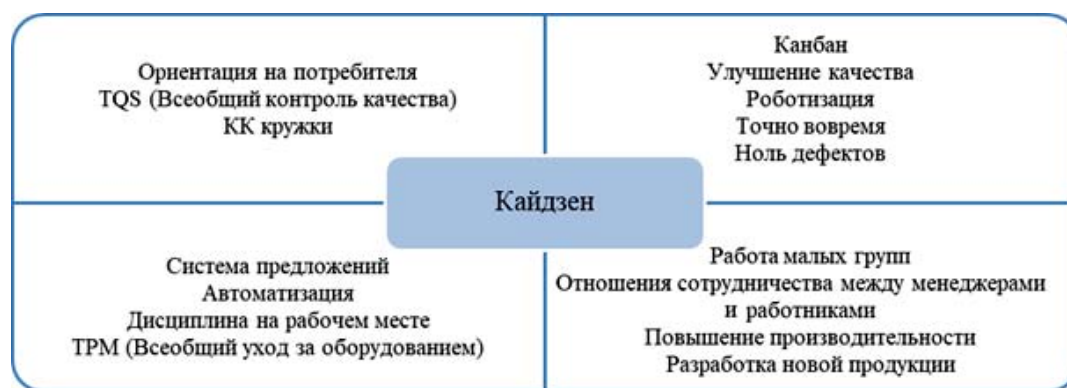 Ориентация на потребителя
TQS (Всеобщий контроль качества)
КК кружки
Канбан
Улучшение качества
Роботизация
Точно вовремя
Ноль дефектов
Кайдзен
Система предложений
Автоматизация
Дисциплина на рабочем месте
ТРМ (Всеобщий уход за оборудованием)
Работа малых групп
Отношения сотрудничества между менеджерами
и работниками
Повышение производительности
Разработка новой продукции